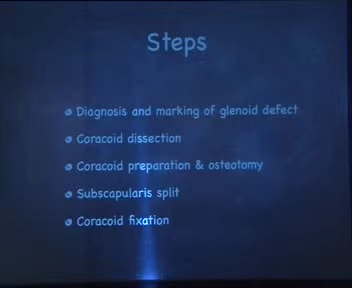 Steps
Diagnosis and marking of glenoid defect
Coracoid dissection
Coracoid preparation & osteotomy
Subscapularis split
Coracoid fixation